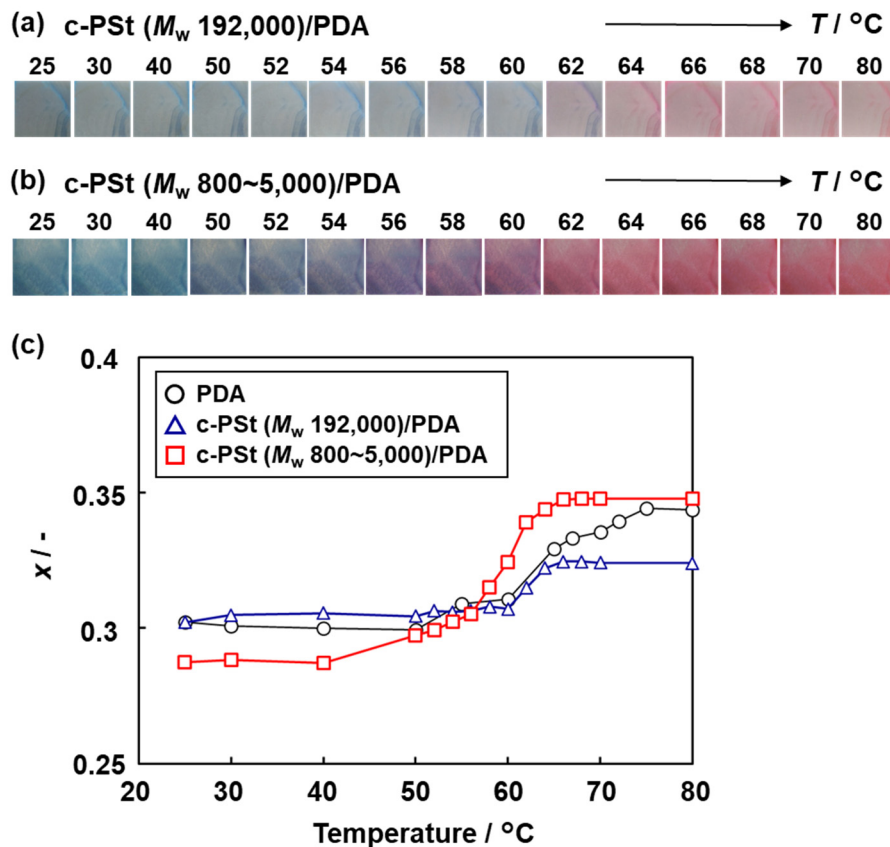 (a) c-PSt (Mw 192,000)/PDA T / °C
25 30 40 50 52 54 56 58 60 62 64 66 68 70 80
(b) c-PSt (Mw 800~5,000)/PDA T / °C
25 30 40 50 52 54 56 58 60 62 64 66 68 70 80
(c)
0.4
PDA
c-PSt (Mw 192,000)/PDA
c-PSt (Mw 800~5,000)/PDA
0.35
x / -
0.3
0.25
20 30 40 50 60 70 80
Temperature / °C